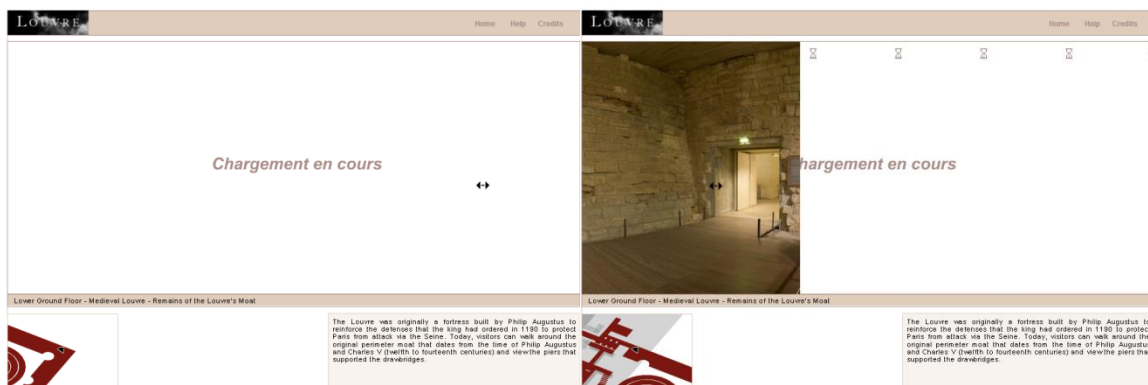 LOUVRE
Home Help Credits
Chargement en cours
Lower Ground Floor - Medieval Louvre - Remains of the Louvre's Moat
The Louvre was originally a fortress built by Philip Augustus to
reinforce the defenses that the king had ordered in 1190 to protect
Paris from attack via the Seine. Today, visitors can walk around the
original perimeter moat that dates from the time of Philip Augustus
and Charles V (twelfth to fourteenth centuries) and view the piers that
supported the drawbridges.
LOUVRE
Home Help Credits
hargement en cours
Lower Ground Floor - Medieval Louvre - Remains of the Louvre's Moat
The Louvre was originally a fortress built by Philip Augustus to
reinforce the defenses that the king had ordered in 1190 to protect
Paris from attack via the Seine. Today, visitors can walk around the
original perimeter moat that dates from the time of Philip Augustus
and Charles V (twelfth to fourteenth centuries) and view the piers that
supported the drawbridges.